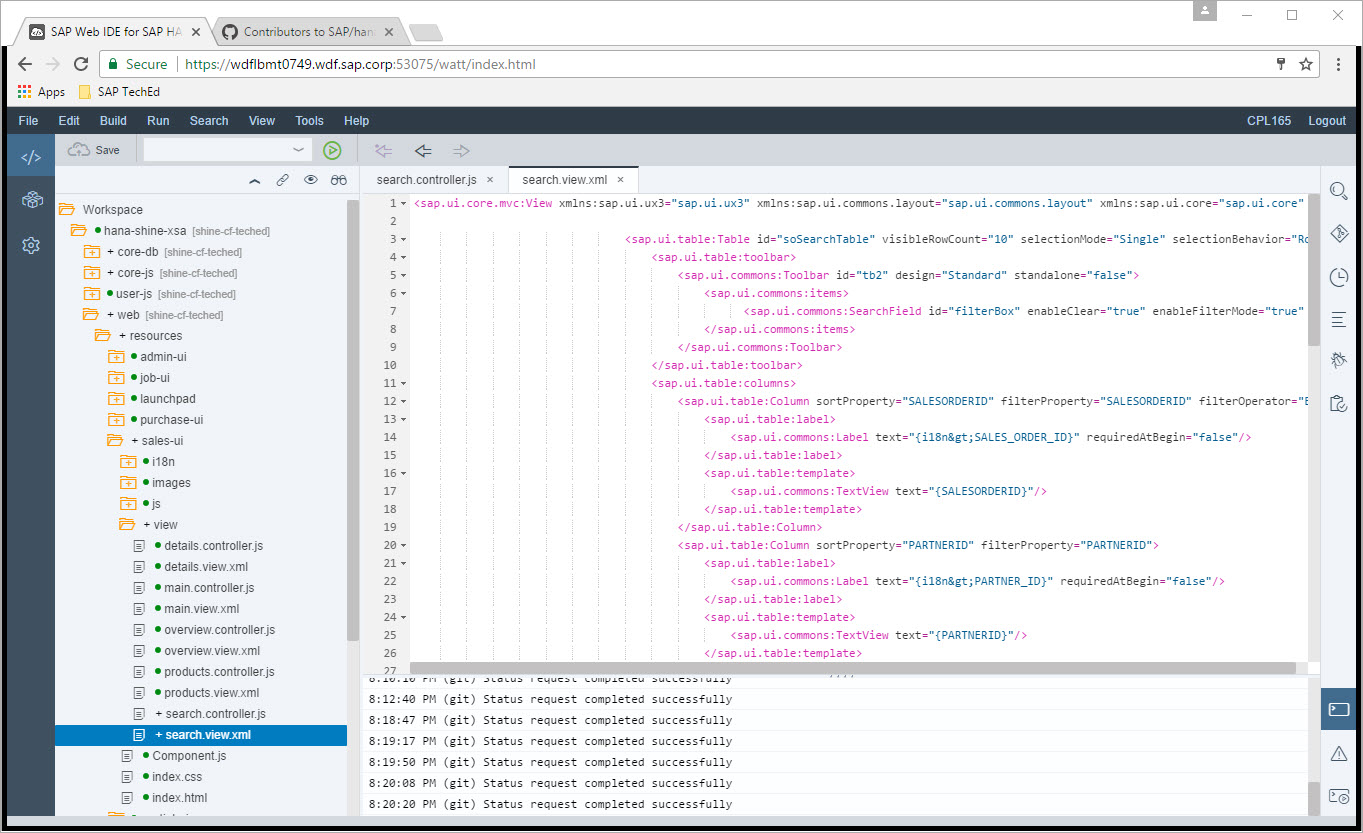 SAP Web IDE for SAP HA
Contributors to SAP/han
Secure https://wdflbmt0749.wdf.sap.corp:53075/watt/index.html
Apps SAP TechEd
File Edit Build Run Search View Tools Help CPL165 Logout
Save
search.controller.js × search.view.xml ×
Workspace
hana-shine-xsa [shine-cf-teched]
+ core-db [shine-cf-teched]
+ core-js [shine-cf-teched]
user-js [shine-cf-teched]
+ web [shine-cf-teched]
+ resources
admin-ui
job-ui
launchpad
purchase-ui
+ sales-ui
i18n
images
js
+ view
details.controller.js
details.view.xml
main.controller.js
main.view.xml
overview.controller.js
overview.view.xml
products.controller.js
products.view.xml
+ search.controller.js
+ search.view.xml
Component.js
index.css
index.html
1 <sap.ui.core.mvc:View xmlns:sap.ui.ux3="sap.ui.ux3" xmlns:sap.ui.commons.layout="sap.ui.commons.layout" xmlns:sap.ui.core="sap.ui.core"
2
3 <sap.ui.table:Table id="soSearchTable" visibleRowCount="10" selectionMode="Single" selectionBehavior="Ro
4 <sap.ui.table:toolbar>
5 <sap.ui.commons:Toolbar id="tb2" design="Standard" standalone="false">
6 <sap.ui.commons:items>
7 <sap.ui.commons:SearchField id="filterBox" enableClear="true" enableFilterMode="true"
8 </sap.ui.commons:items>
9 </sap.ui.commons:Toolbar>
10 </sap.ui.table:toolbar>
11 <sap.ui.table:columns>
12 <sap.ui.table:Column sortProperty="SALESORDERID" filterProperty="SALESORDERID" filterOperator="E
13 <sap.ui.table:label>
14 <sap.ui.commons:Label text="{i18n&gt;SALES_ORDER_ID}" requiredAtBegin="false"/>
15 </sap.ui.table:label>
16 <sap.ui.table:template>
17 <sap.ui.commons:TextView text="{SALESORDERID}"/>
18 </sap.ui.table:template>
19 </sap.ui.table:Column>
20 <sap.ui.table:Column sortProperty="PARTNERID" filterProperty="PARTNERID">
21 <sap.ui.table:label>
22 <sap.ui.commons:Label text="{i18n&gt;PARTNER_ID}" requiredAtBegin="false"/>
23 </sap.ui.table:label>
24 <sap.ui.table:template>
25 <sap.ui.commons:TextView text="{PARTNERID}"/>
26 </sap.ui.table:template>
27
8:10:10 PM (git) Status request completed successfully
8:12:40 PM (git) Status request completed successfully
8:18:47 PM (git) Status request completed successfully
8:19:17 PM (git) Status request completed successfully
8:19:50 PM (git) Status request completed successfully
8:20:08 PM (git) Status request completed successfully
8:20:20 PM (git) Status request completed successfully